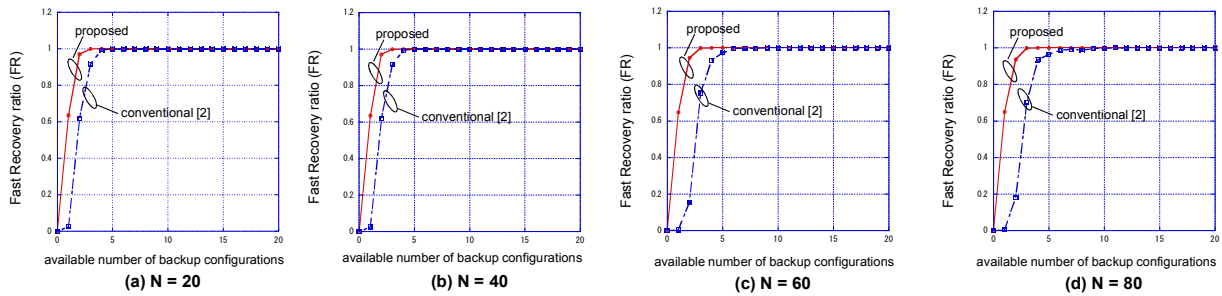 Fast Recovery ratio (FR)
1.2
1
0.8
0.6
0.4
0.2
0
proposed
conventional [2]
0 5 10 15 20
available number of backup configurations
(a) N = 20
Fast Recovery ratio (FR)
1.2
1
0.8
0.6
0.4
0.2
0
proposed
conventional [2]
0 5 10 15 20
available number of backup configurations
(b) N = 40
Fast Recovery ratio (FR)
1.2
1
0.8
0.6
0.4
0.2
0
proposed
conventional [2]
0 5 10 15 20
available number of backup configurations
(c) N = 60
Fast Recovery ratio (FR)
1.2
1
0.8
0.6
0.4
0.2
0
proposed
conventional [2]
0 5 10 15 20
available number of backup configurations
(d) N = 80